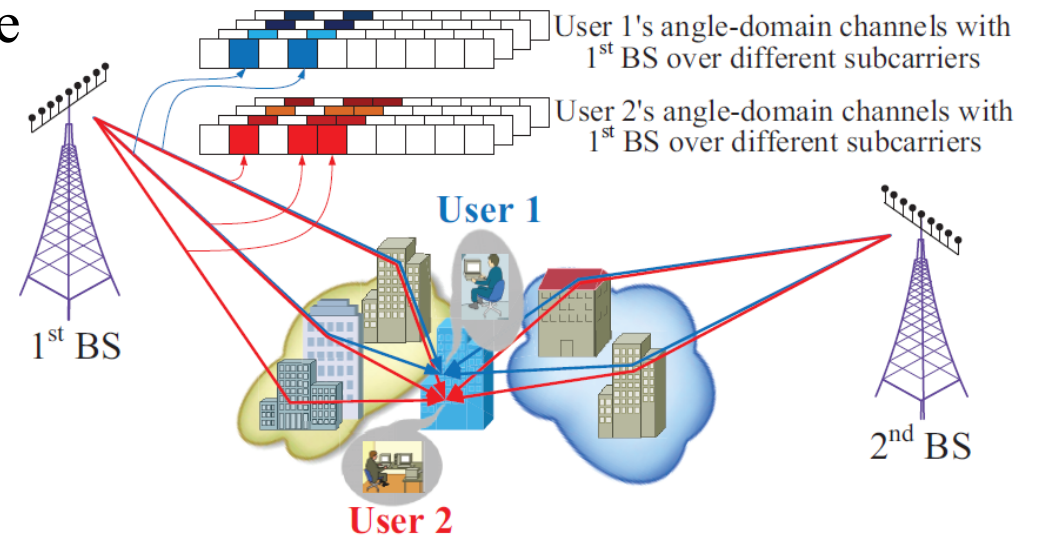 e
User 1's angle-domain channels with
1st BS over different subcarriers
User 2's angle-domain channels with
1st BS over different subcarriers
User 1
1st BS
2nd BS
User 2